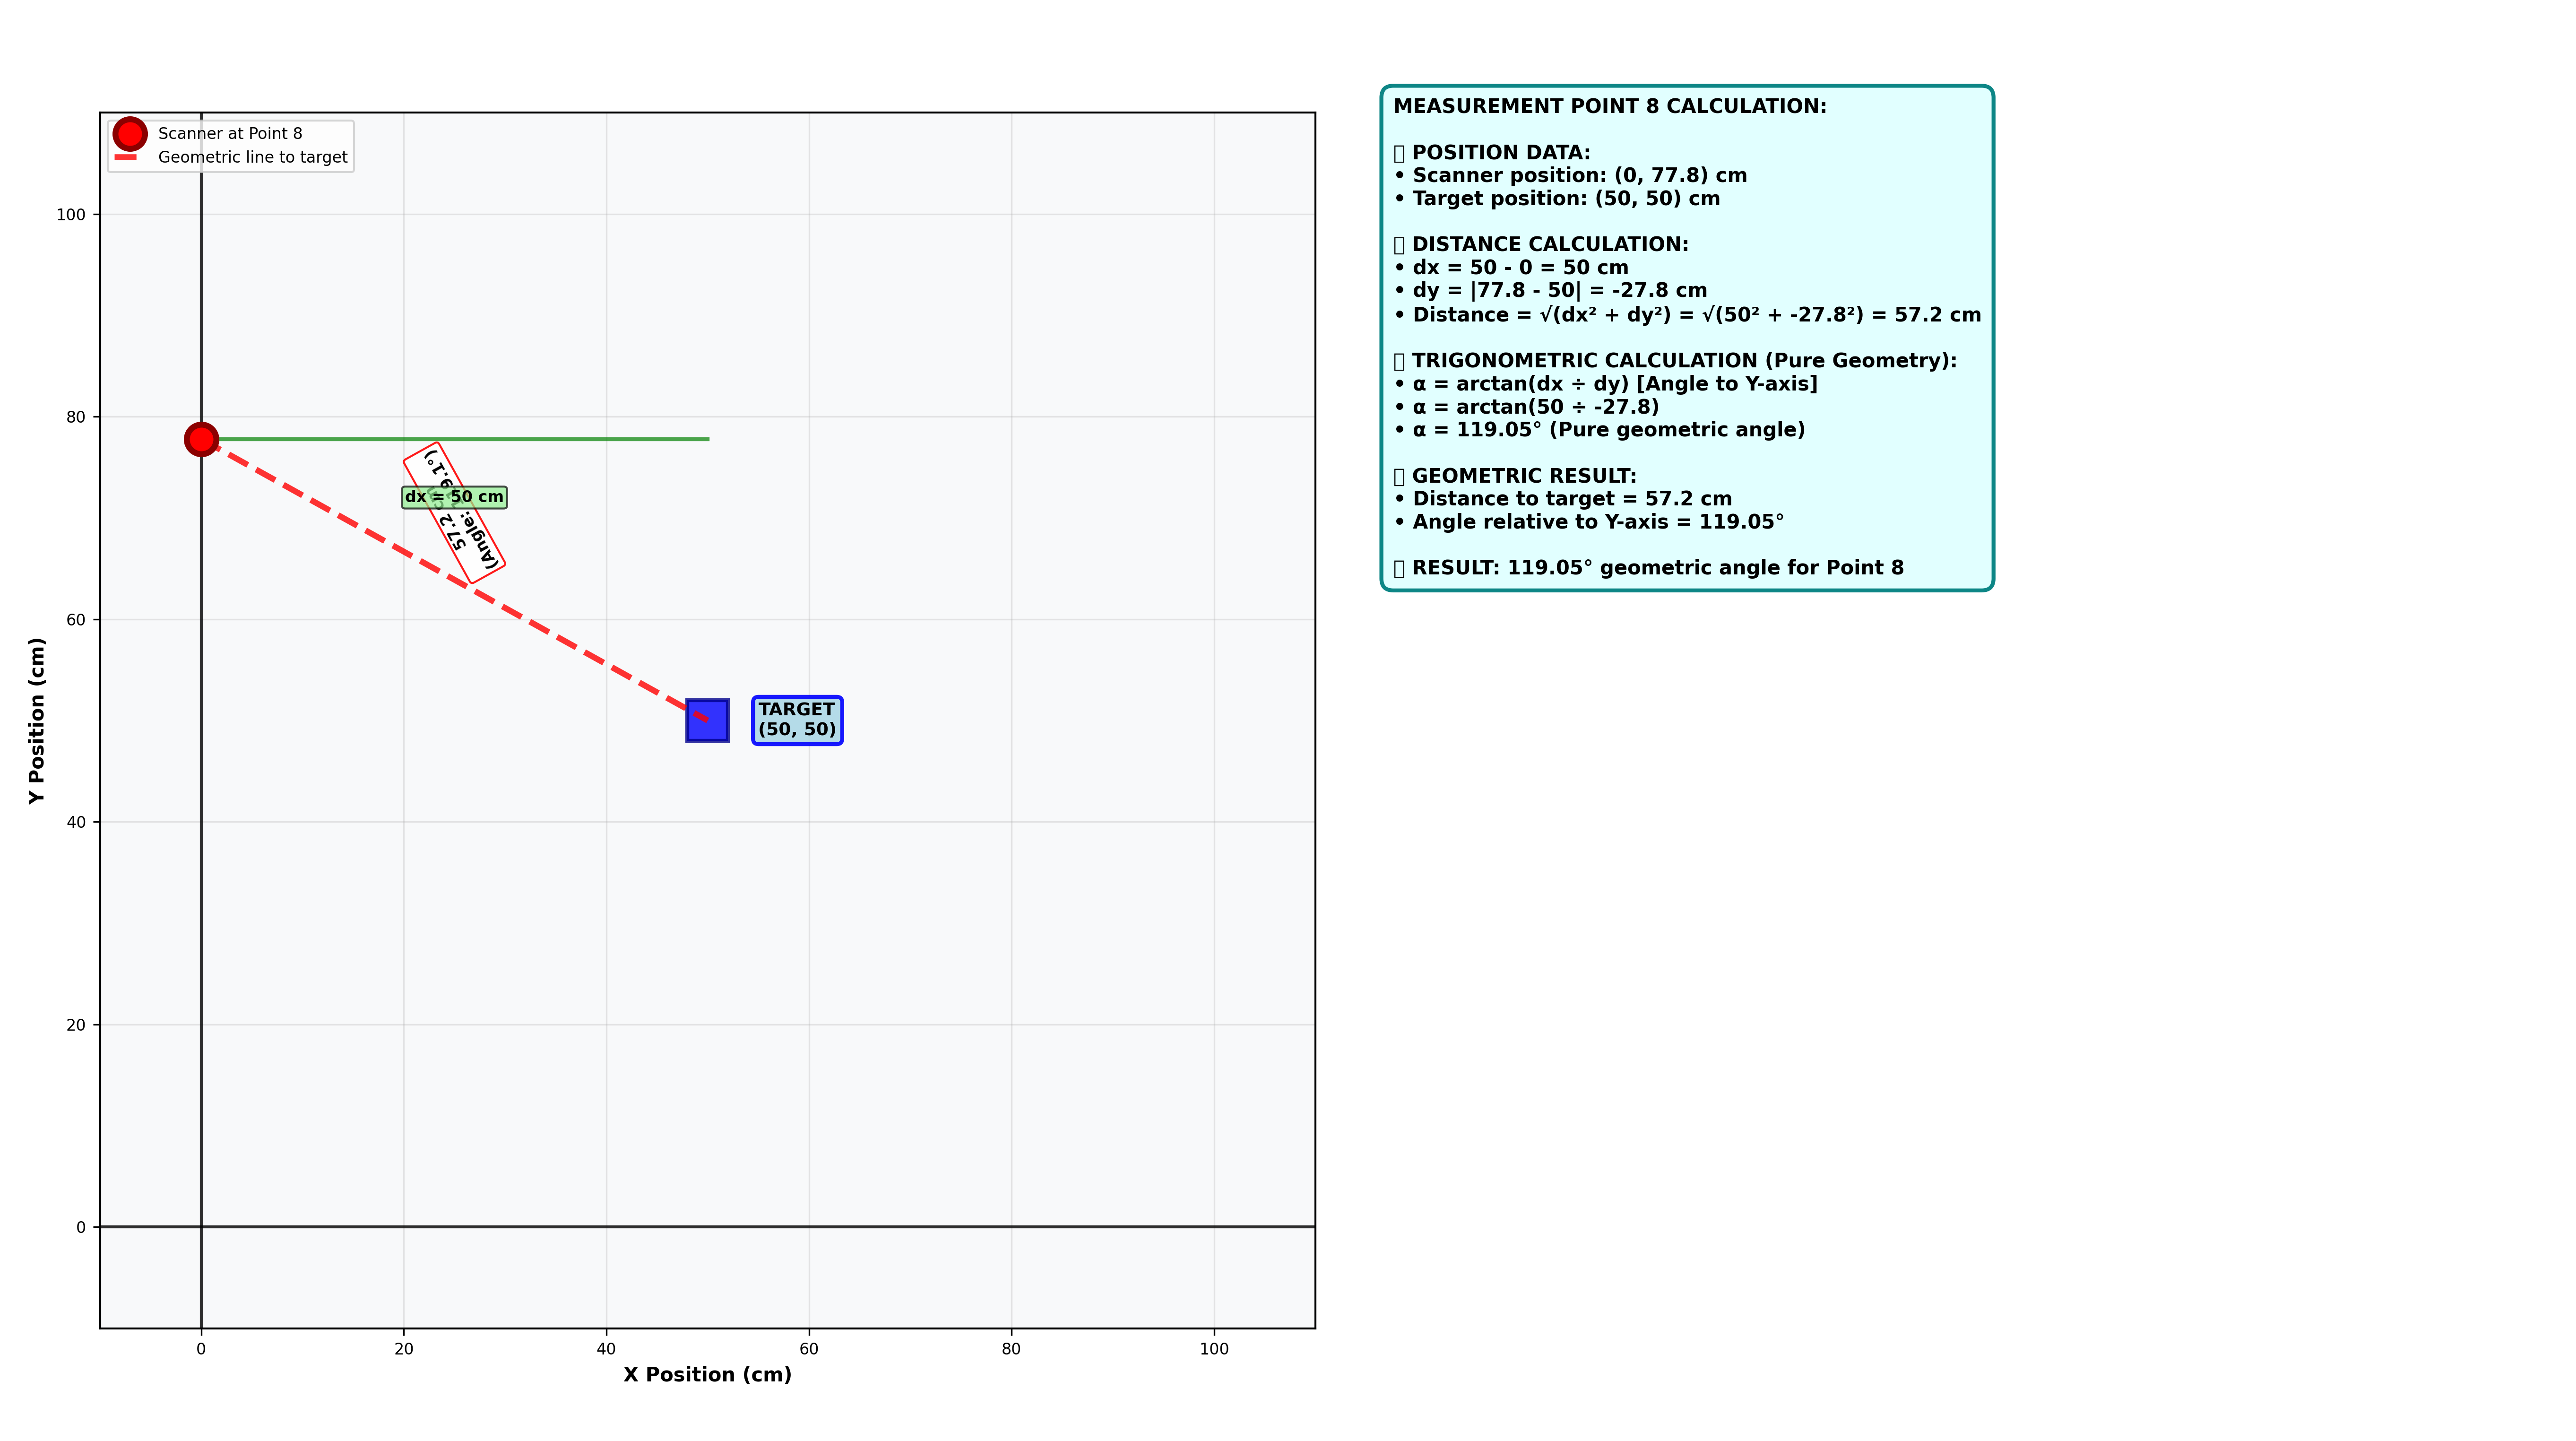 Scanner at Point 8
Geometric line to target
100
80
60
40
20
0
0
20
40
60
80
100
X Position (cm)
Y Position (cm)
57.2
(Angle: 9.1°)
dx = 50 cm
TARGET
(50, 50)
MEASUREMENT POINT 8 CALCULATION:
POSITION DATA:
• Scanner position: (0, 77.8) cm
• Target position: (50, 50) cm
DISTANCE CALCULATION:
• dx = 50 - 0 = 50 cm
• dy = |77.8 - 50| = -27.8 cm
• Distance = √(dx² + dy²) = √(50² + -27.8²) = 57.2 cm
TRIGONOMETRIC CALCULATION (Pure Geometry):
• α = arctan(dx ÷ dy) [Angle to Y-axis]
• α = arctan(50 ÷ -27.8)
• α = 119.05° (Pure geometric angle)
GEOMETRIC RESULT:
• Distance to target = 57.2 cm
• Angle relative to Y-axis = 119.05°
RESULT: 119.05° geometric angle for Point 8